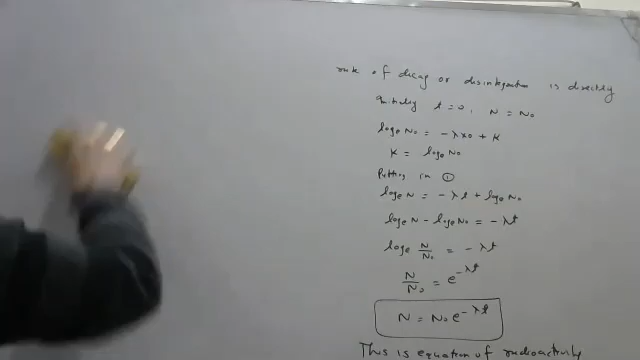 rate of decay or disintegration is directly
Initially t = 0, N = N₀
logₑ N₀ = -λ×0 + K
K = logₑ N₀
Putting in ①
logₑ N = -λt + logₑ N₀
logₑ N - logₑ N₀ = -λt
logₑ N/N₀ = -λt
N/N₀ = e^-λt
N = N₀ e^-λt
This is equation of radioactivity